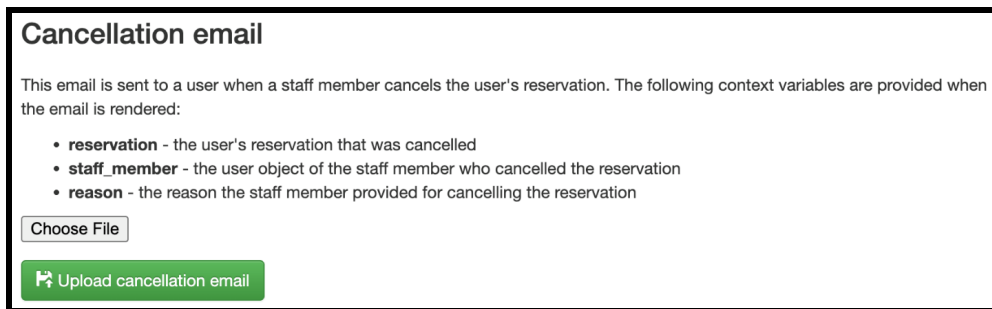 Cancellation email
This email is sent to a user when a staff member cancels the user's reservation. The following context variables are provided when
the email is rendered:
• reservation - the user's reservation that was cancelled
• staff_member - the user object of the staff member who cancelled the reservation
• reason - the reason the staff member provided for cancelling the reservation
Choose File
Upload cancellation email